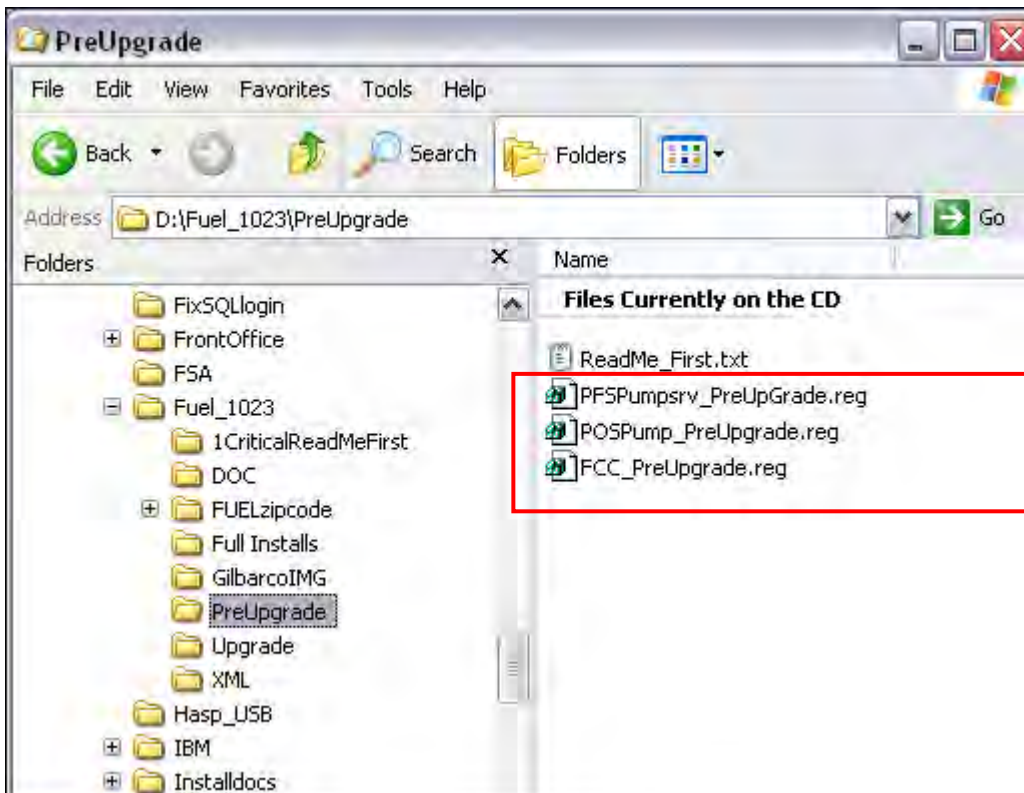 PreUpgrade
File Edit View Favorites Tools Help
Back Search Folders
Address D:\Fuel_1023\PreUpgrade Go
Folders
Name
FixSQLlogin
FrontOffice
FSA
Fuel_1023
1CriticalReadMeFirst
DOC
FUELzipcode
Full Installs
GilbarcoIMG
PreUpgrade
Upgrade
XML
Hasp_USB
IBM
Installdocs
Files Currently on the CD
ReadMe_First.txt
PFSPumpsrv_PreUpGrade.reg
POSPump_PreUpgrade.reg
FCC_PreUpgrade.reg